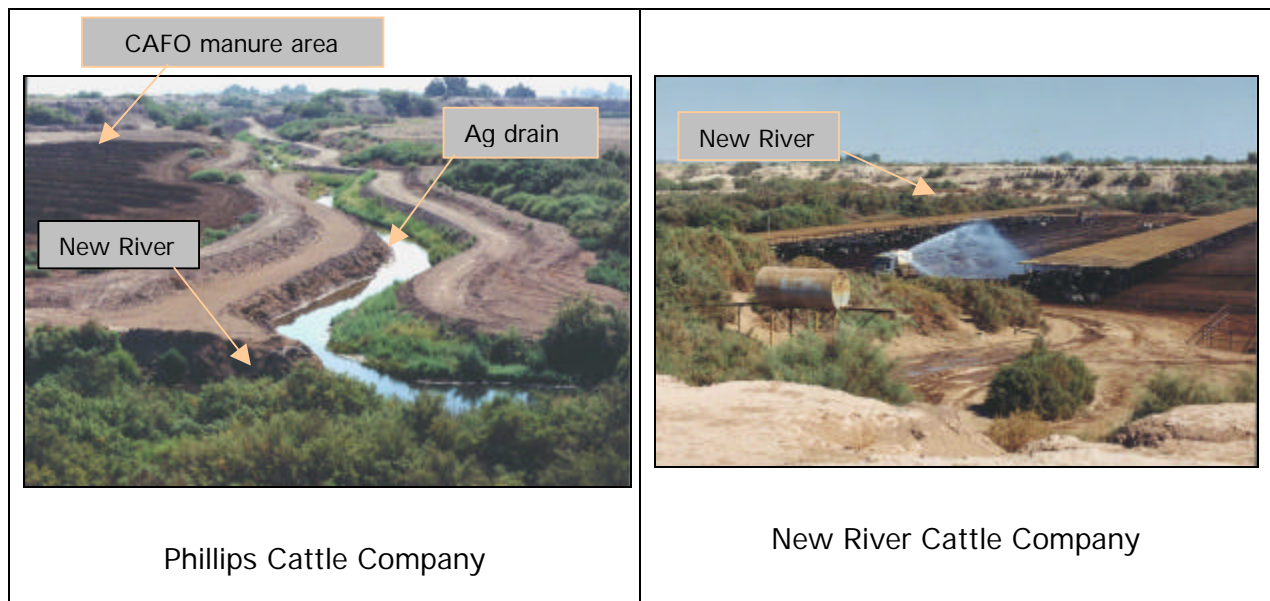 CAFO manure area
Ag drain
New River
Phillips Cattle Company
New River
New River Cattle Company